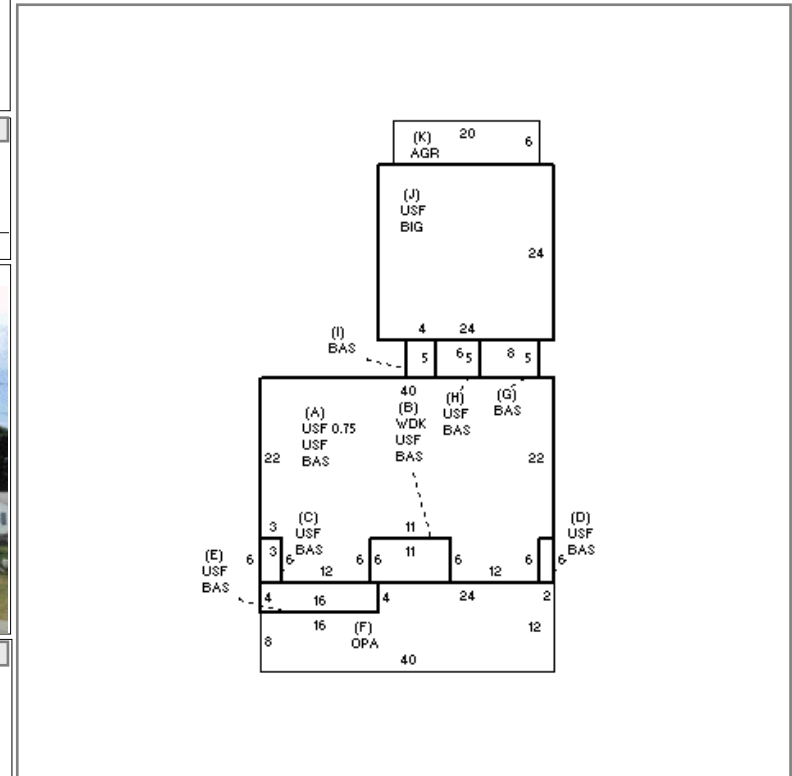 (K) 20 6
AGR
(J)
USF
BIG
24
4 24
(I)
BAS
5 6 5 8 5
40
(A)
USF 0.75
USF
BAS
(B)
WDK
USF
BAS
(H)
USF
BAS
(G)
BAS
22 22
3 11
(C)
USF
BAS
(D)
USF
BAS
(E)
USF
BAS
6 3 6 12 6 6 11 6 12 6 6
4 16 4 24 2
16
(F)
OPA
8 12
40